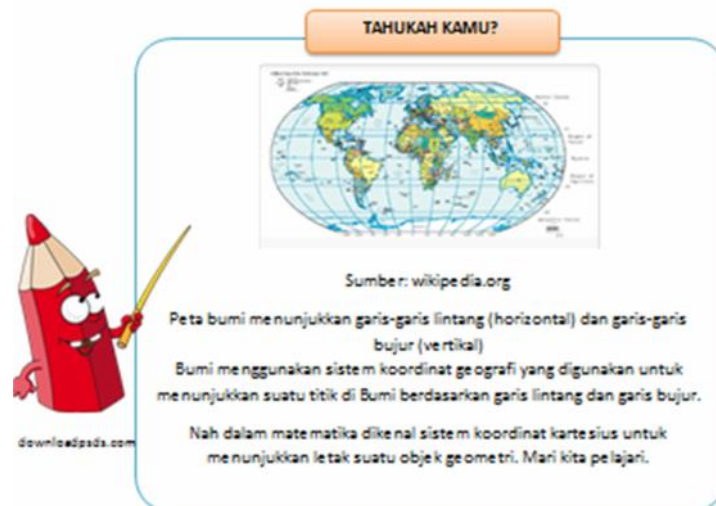 TAHUKAH KAMU?
Sumber: wikipedia.org
Peta bumi menunjukkan garis-garis lintang (horizontal) dan garis-garis
bujur (vertikal)
Bumi menggunakan sistem koordinat geografi yang digunakan untuk
menunjukkan suatu titik di Bumi berdasarkan garis lintang dan garis bujur.
downloadpsds.com
Nah dalam matematika dikenal sistem koordinat kartesius untuk
menunjukkan letak suatu objek geometri. Mari kita pelajari.